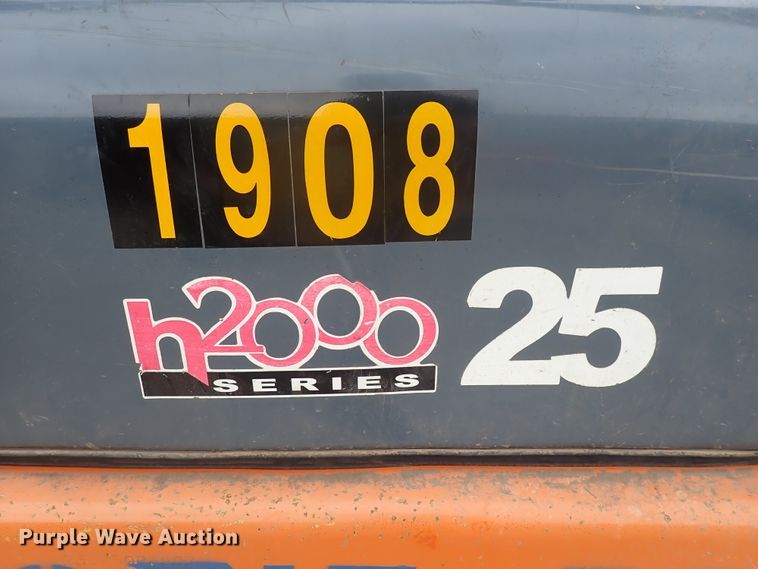 1908
h2000 25
SERIES
Purple Wave Auction